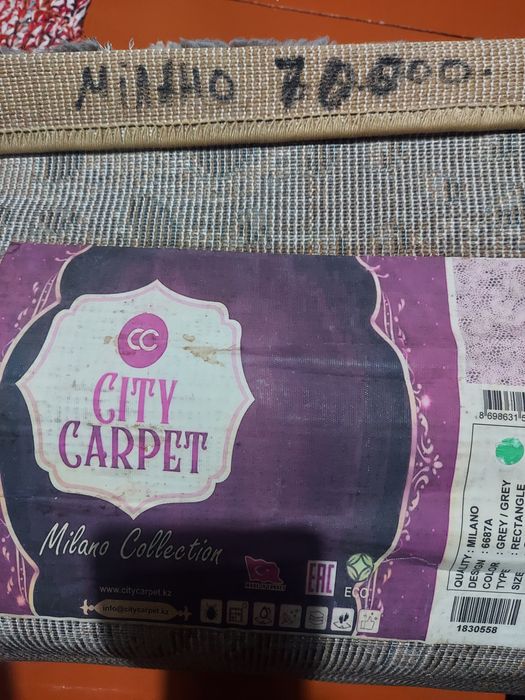 МИЛАНО 70.000.
CC
CITY
CARPET
Milano Collection
www.citycarpet.kz
info@citycarpet.kz
EAC
ECO
8 698631 5
QUALITY : MILANO
DESIGN : 6687A
COLOR : GREY / GREY
TYPE : RECTANGLE
SIZE
1830558